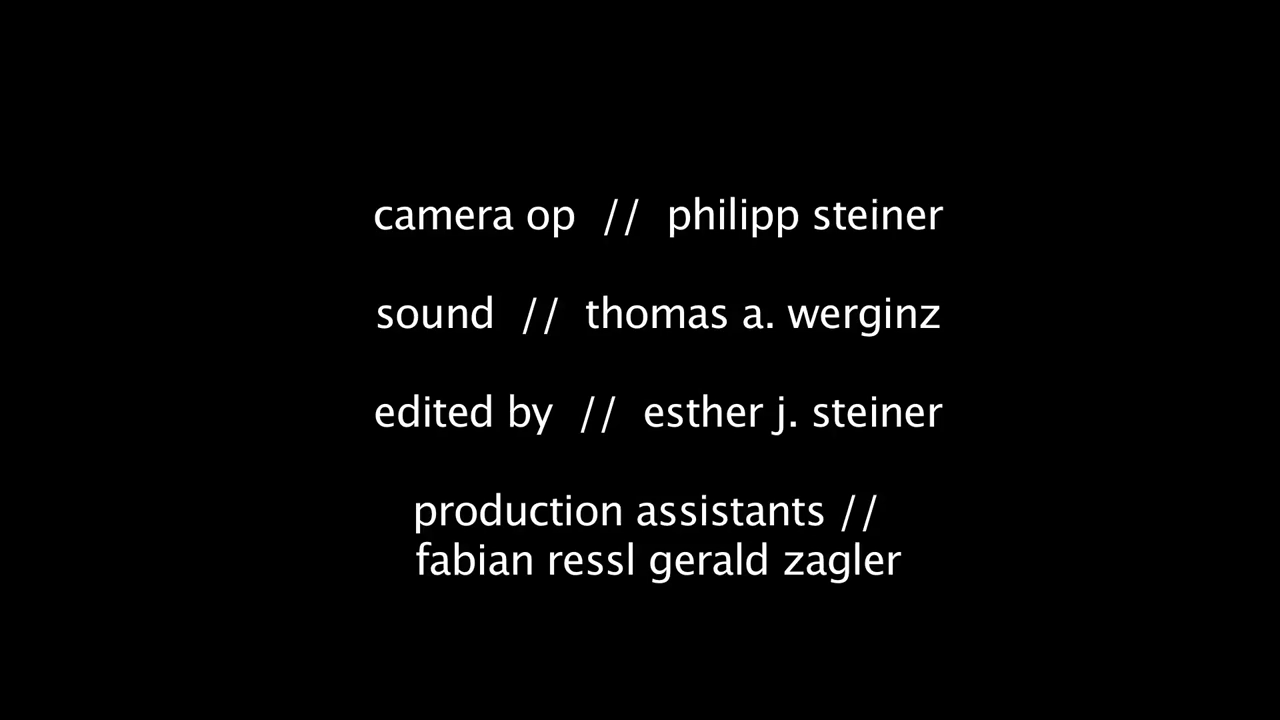 camera op // philipp steiner
sound // thomas a. werginz
edited by // esther j. steiner
production assistants //
fabian ressl gerald zagler